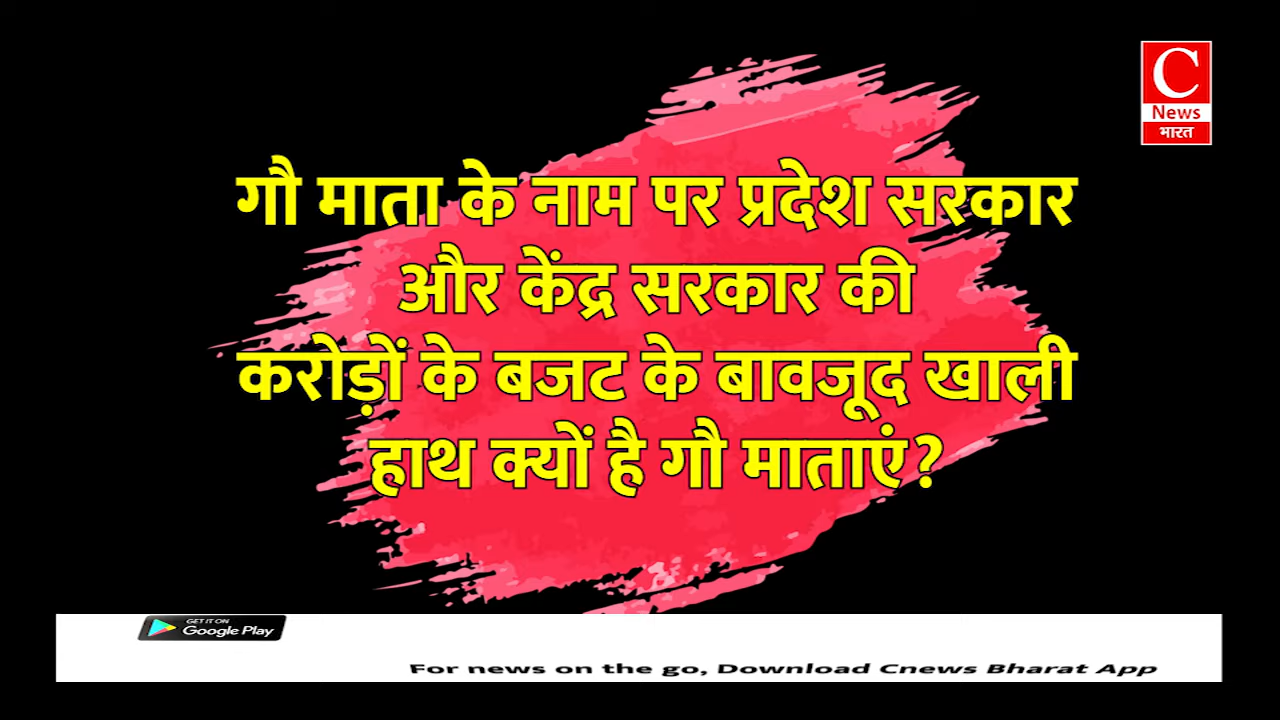 C
News
भारत
गौ माता के नाम पर प्रदेश सरकार
और केंद्र सरकार की
करोड़ों के बजट के बावजूद खाली
हाथ क्यों है गौ माताएं?
GET IT ON
Google Play
For news on the go, Download Cnews Bharat App